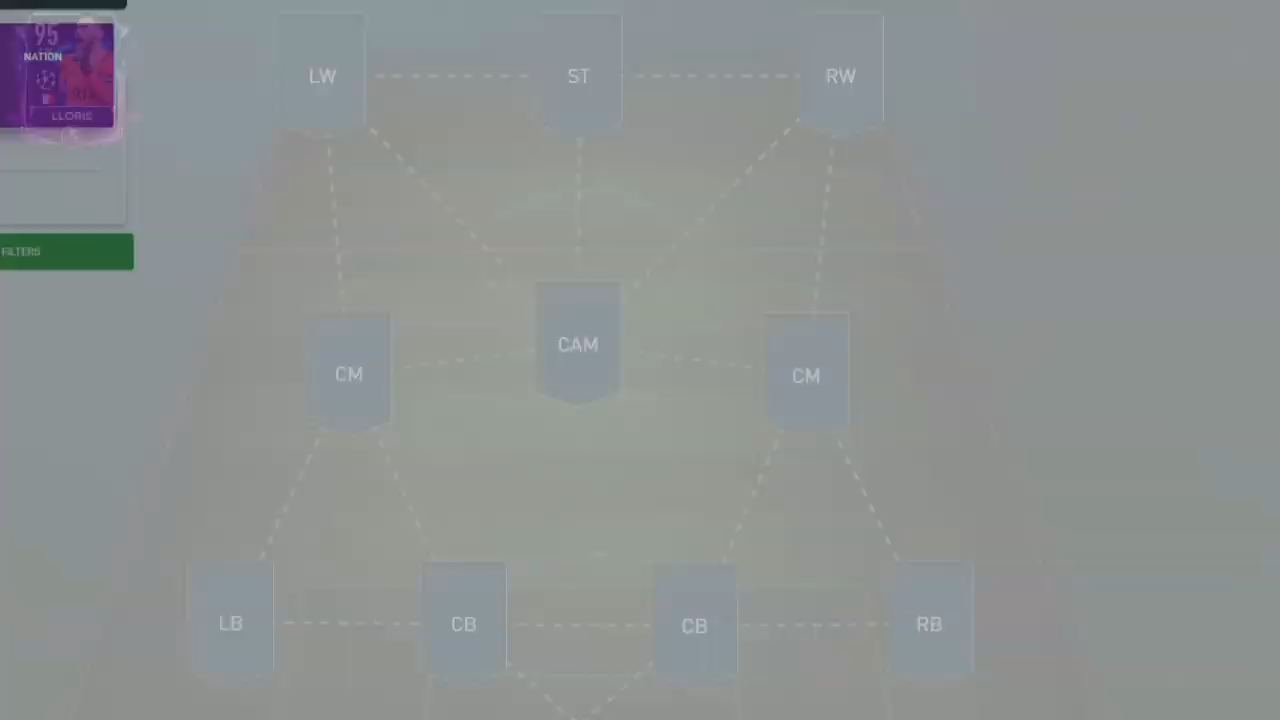 95
NATION
LLORIS
FILTERS
LW
ST
RW
CM
CAM
CM
LB
CB
CB
RB